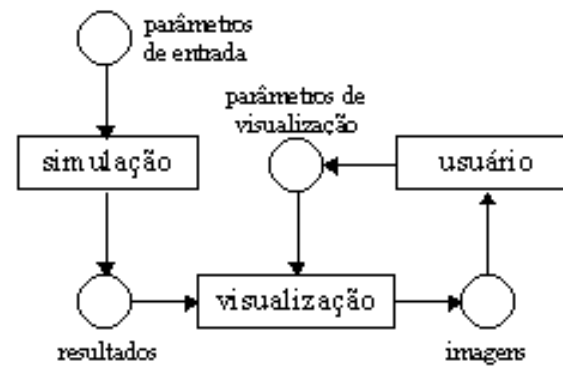 parâmetros
de entrada
parâmetros de
visualização
simulação
usuário
visualização
resultados
imagens